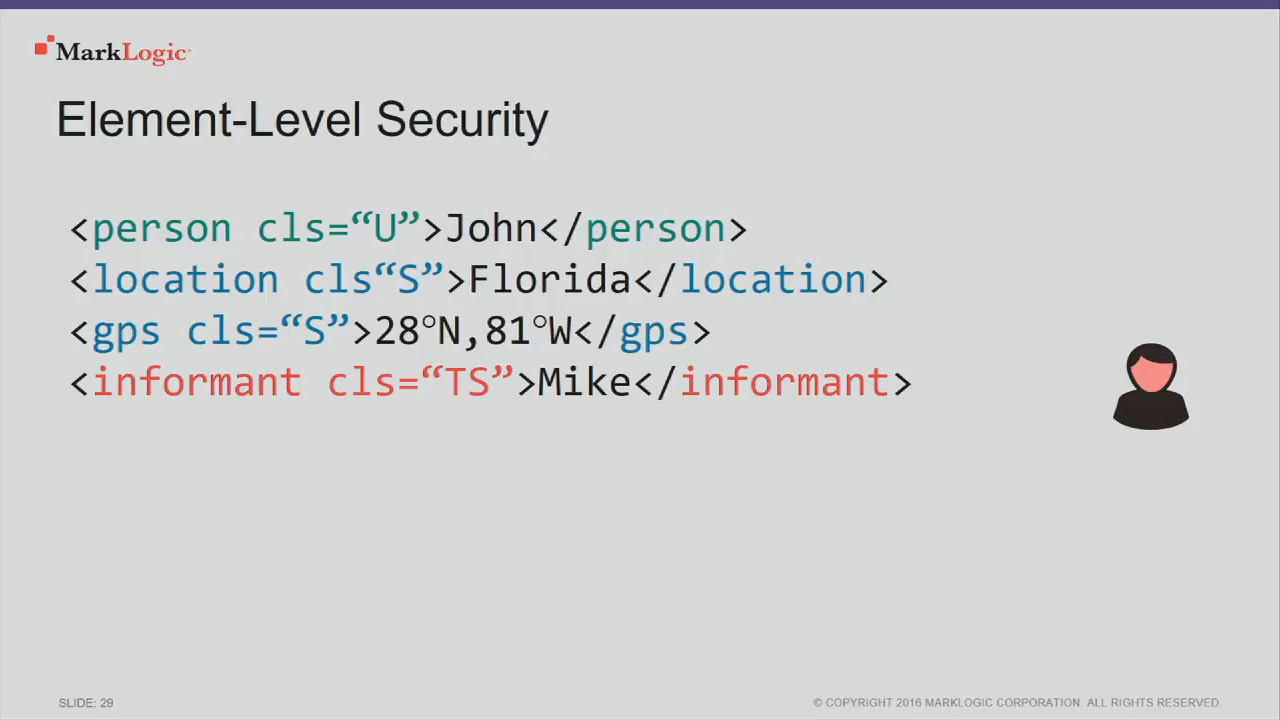 MarkLogic
Element-Level Security
<person cls=“U”>John</person>
<location cls“S”>Florida</location>
<gps cls=“S”>28°N,81°W</gps>
<informant cls=“TS”>Mike</informant>
SLIDE: 29
© COPYRIGHT 2016 MARKLOGIC CORPORATION. ALL RIGHTS RESERVED.